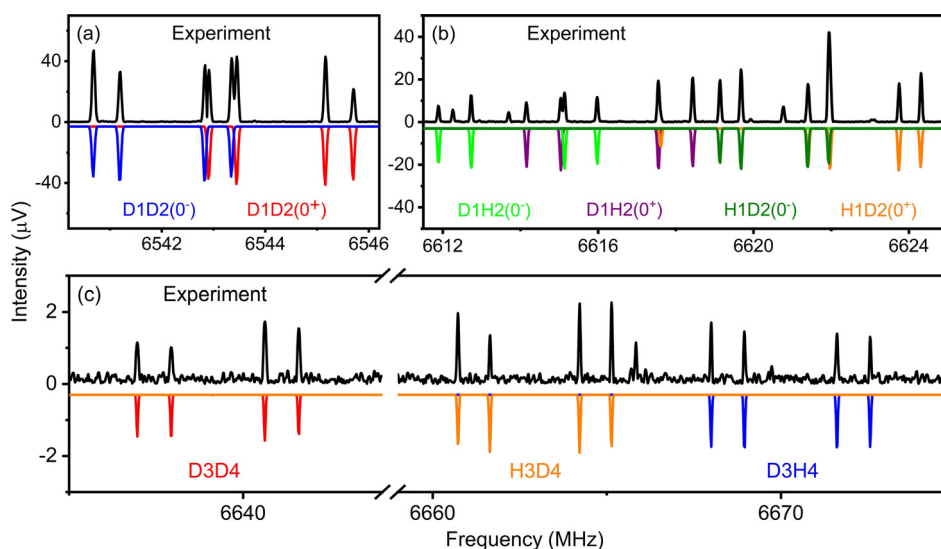 (a) Experiment
40
0
-40
D1D2(0⁻) D1D2(0⁺)
6542 6544 6546
(b) Experiment
40
20
0
-20
-40
D1H2(0⁻) D1H2(0⁺) H1D2(0⁻) H1D2(0⁺)
6612 6616 6620 6624
Intensity (μV)
(c) Experiment
2
0
-2
D3D4 H3D4 D3H4
6640 6660 6670
Frequency (MHz)